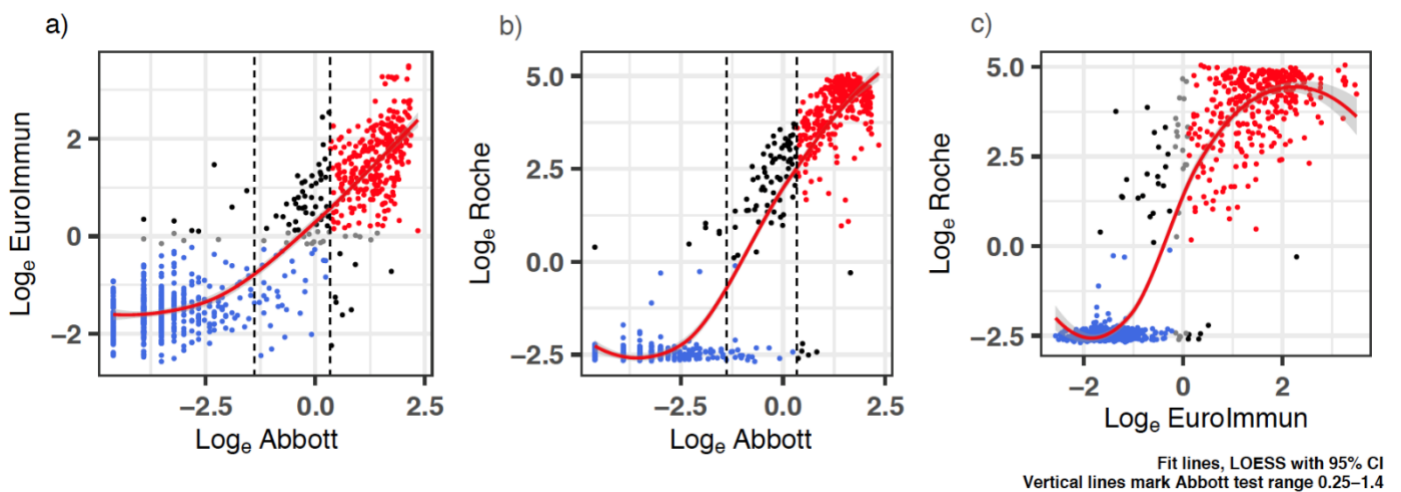 a)
Logₑ EuroImmun
2
0
−2
−2.5
0.0
2.5
Logₑ Abbott
b)
Logₑ Roche
5.0
2.5
0.0
−2.5
−2.5
0.0
2.5
Logₑ Abbott
c)
Logₑ Roche
5.0
2.5
0.0
−2.5
−2
0
2
Logₑ EuroImmun
Fit lines, LOESS with 95% CI
Vertical lines mark Abbott test range 0.25−1.4